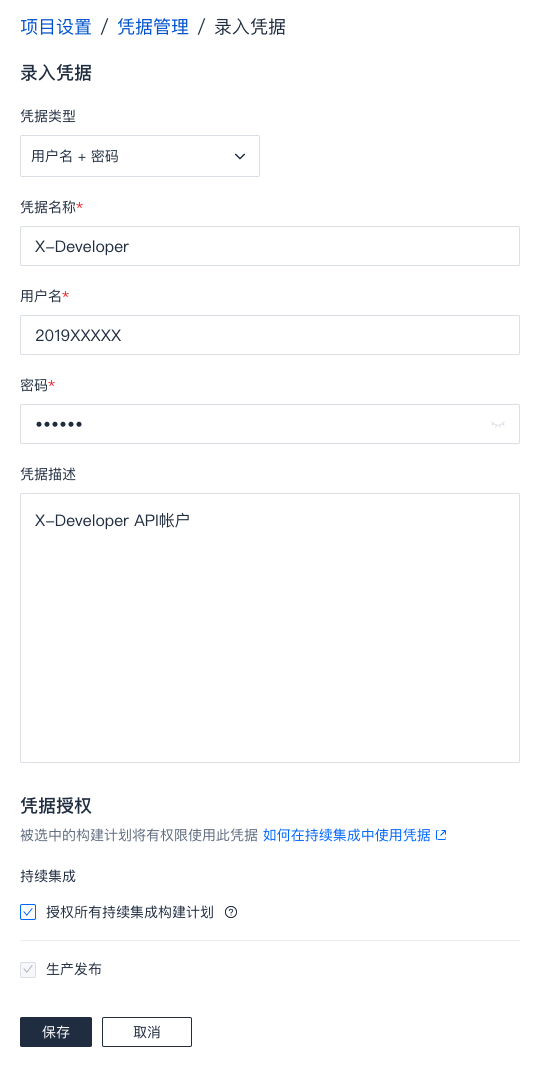 项目设置 / 凭据管理 / 录入凭据
录入凭据
凭据类型
用户名 + 密码
凭据名称*
X-Developer
用户名*
2019XXXXX
密码*
••••••
凭据描述
X-Developer API帐户
凭据授权
被选中的构建计划将有权限使用此凭据 如何在持续集成中使用凭据
持续集成
授权所有持续集成构建计划 ?
生产发布
保存 取消